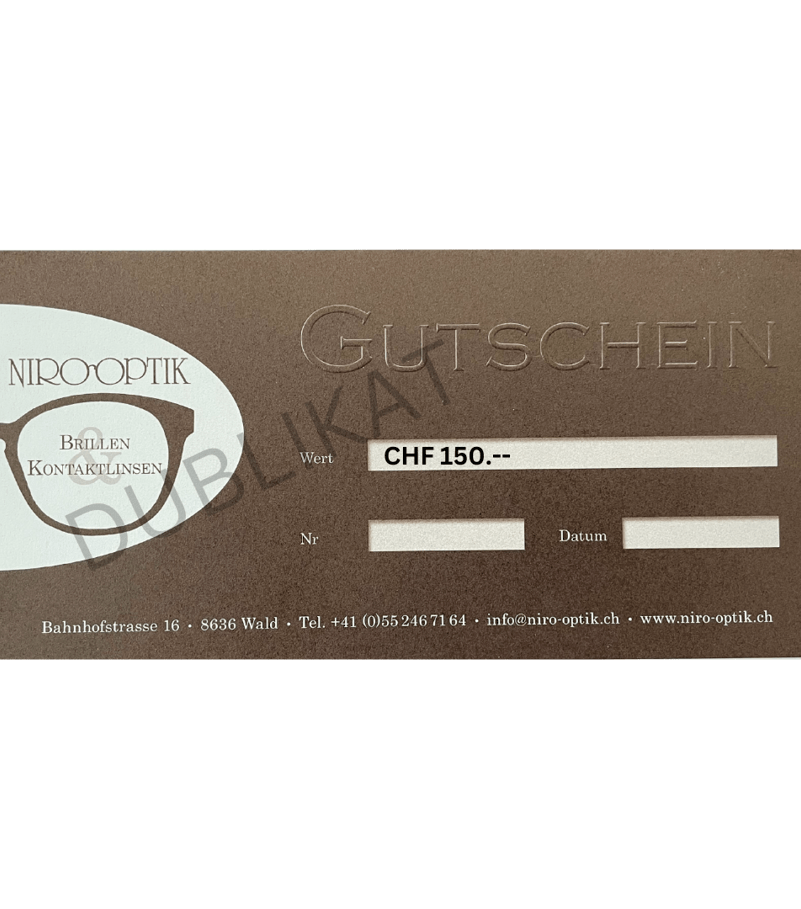 GUTSCHEIN
NIRO-OPTIK
BRILLEN
&
KONTAKTLINSEN
DUBLIKAT
Wert CHF 150.--
Nr Datum
Bahnhofstrasse 16 • 8636 Wald • Tel. +41 (0)55 246 71 64 • info@niro-optik.ch • www.niro-optik.ch